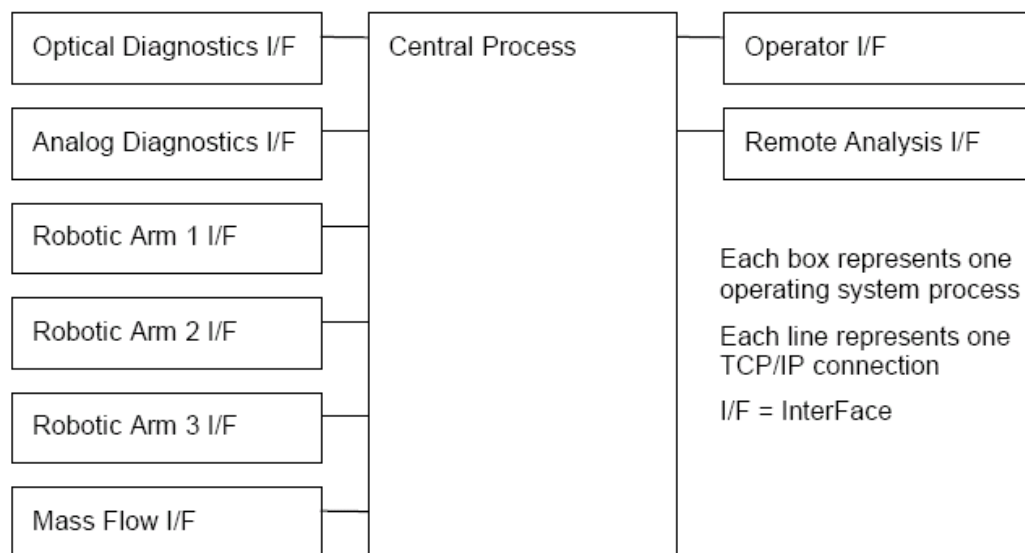 Optical Diagnostics I/F
Analog Diagnostics I/F
Robotic Arm 1 I/F
Robotic Arm 2 I/F
Robotic Arm 3 I/F
Mass Flow I/F
Central Process
Operator I/F
Remote Analysis I/F
Each box represents one
operating system process
Each line represents one
TCP/IP connection
I/F = InterFace